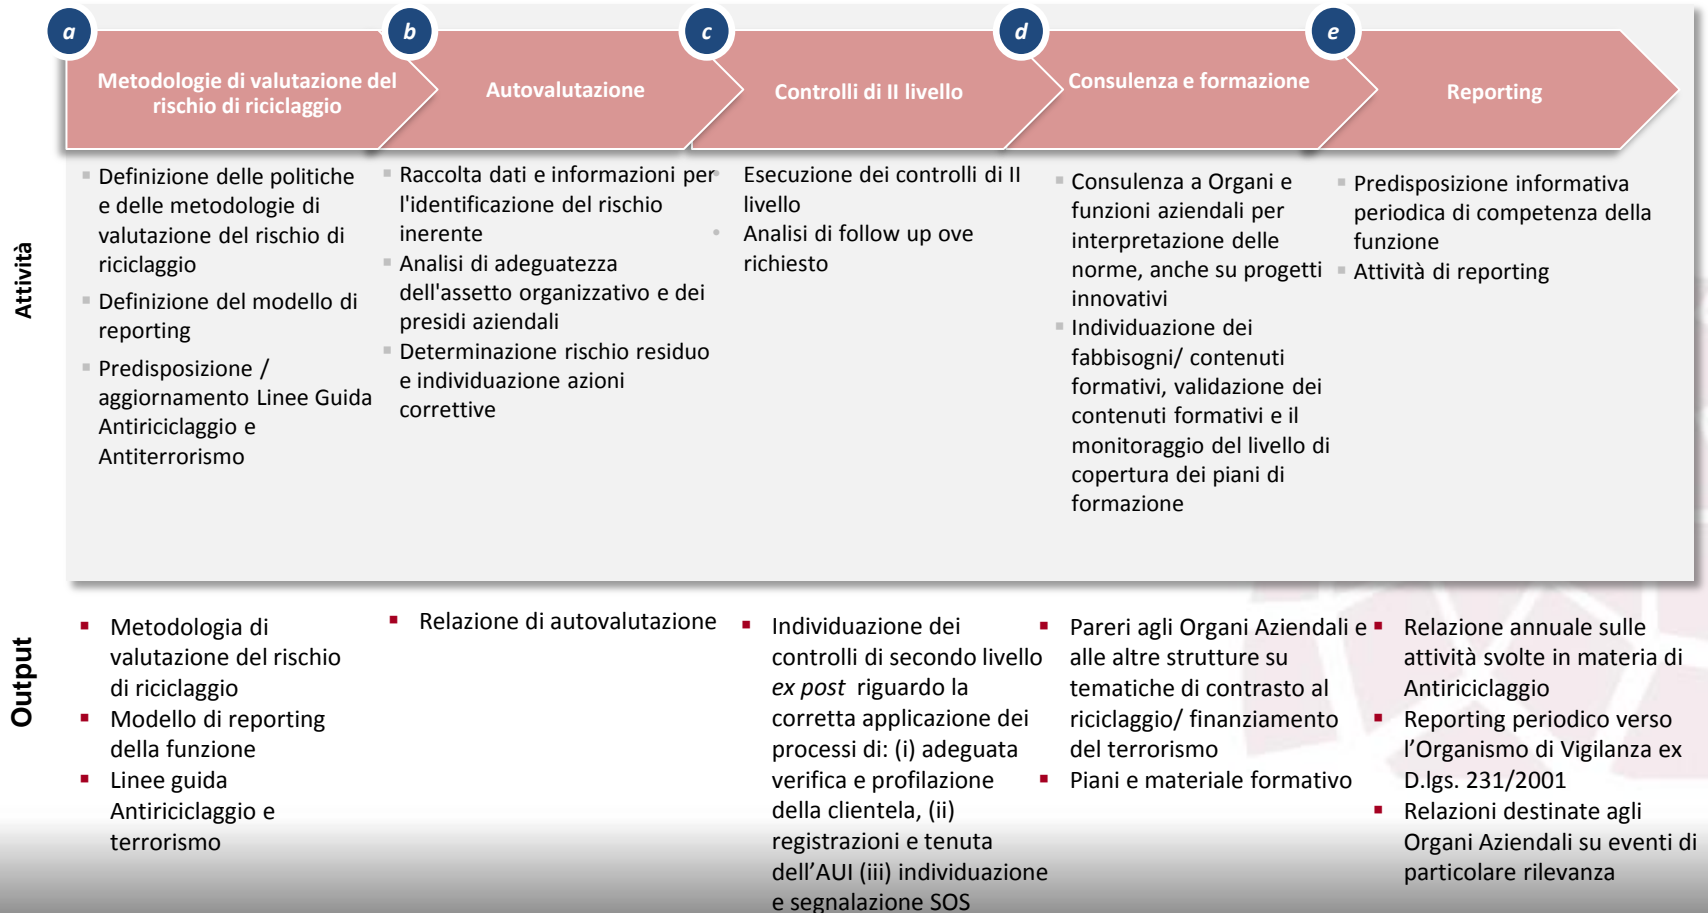 a
Metodologie di valutazione del
rischio di riciclaggio
b
Autovalutazione
c
Controlli di II livello
d
Consulenza e formazione
e
Reporting
Attività
Definizione delle politiche
e delle metodologie di
valutazione del rischio di
riciclaggio
Definizione del modello di
reporting
Predisposizione /
aggiornamento Linee Guida
Antiriciclaggio e
Antiterrorismo
Raccolta dati e informazioni per
l'identificazione del rischio
inerente
Analisi di adeguatezza
dell'assetto organizzativo e dei
presidi aziendali
Determinazione rischio residuo
e individuazione azioni
correttive
Esecuzione dei controlli di II
livello
Analisi di follow up ove
richiesto
Consulenza a Organi e
funzioni aziendali per
interpretazione delle
norme, anche su progetti
innovativi
Individuazione dei
fabbisogni/ contenuti
formativi, validazione dei
contenuti formativi e il
monitoraggio del livello di
copertura dei piani di
formazione
Predisposizione informativa
periodica di competenza della
funzione
Attività di reporting
Output
Metodologia di
valutazione del rischio
di riciclaggio
Modello di reporting
della funzione
Linee guida
Antiriciclaggio e
terrorismo
Relazione di autovalutazione
Individuazione dei
controlli di secondo livello
ex post riguardo la
corretta applicazione dei
processi di: (i) adeguata
verifica e profilazione
della clientela, (ii)
registrazioni e tenuta
dell’AUI (iii) individuazione
e segnalazione SOS
Pareri agli Organi Aziendali e
alle altre strutture su
tematiche di contrasto al
riciclaggio/ finanziamento
del terrorismo
Piani e materiale formativo
Relazione annuale sulle
attività svolte in materia di
Antiriciclaggio
Reporting periodico verso
l’Organismo di Vigilanza ex
D.lgs. 231/2001
Relazioni destinate agli
Organi Aziendali su eventi di
particolare rilevanza